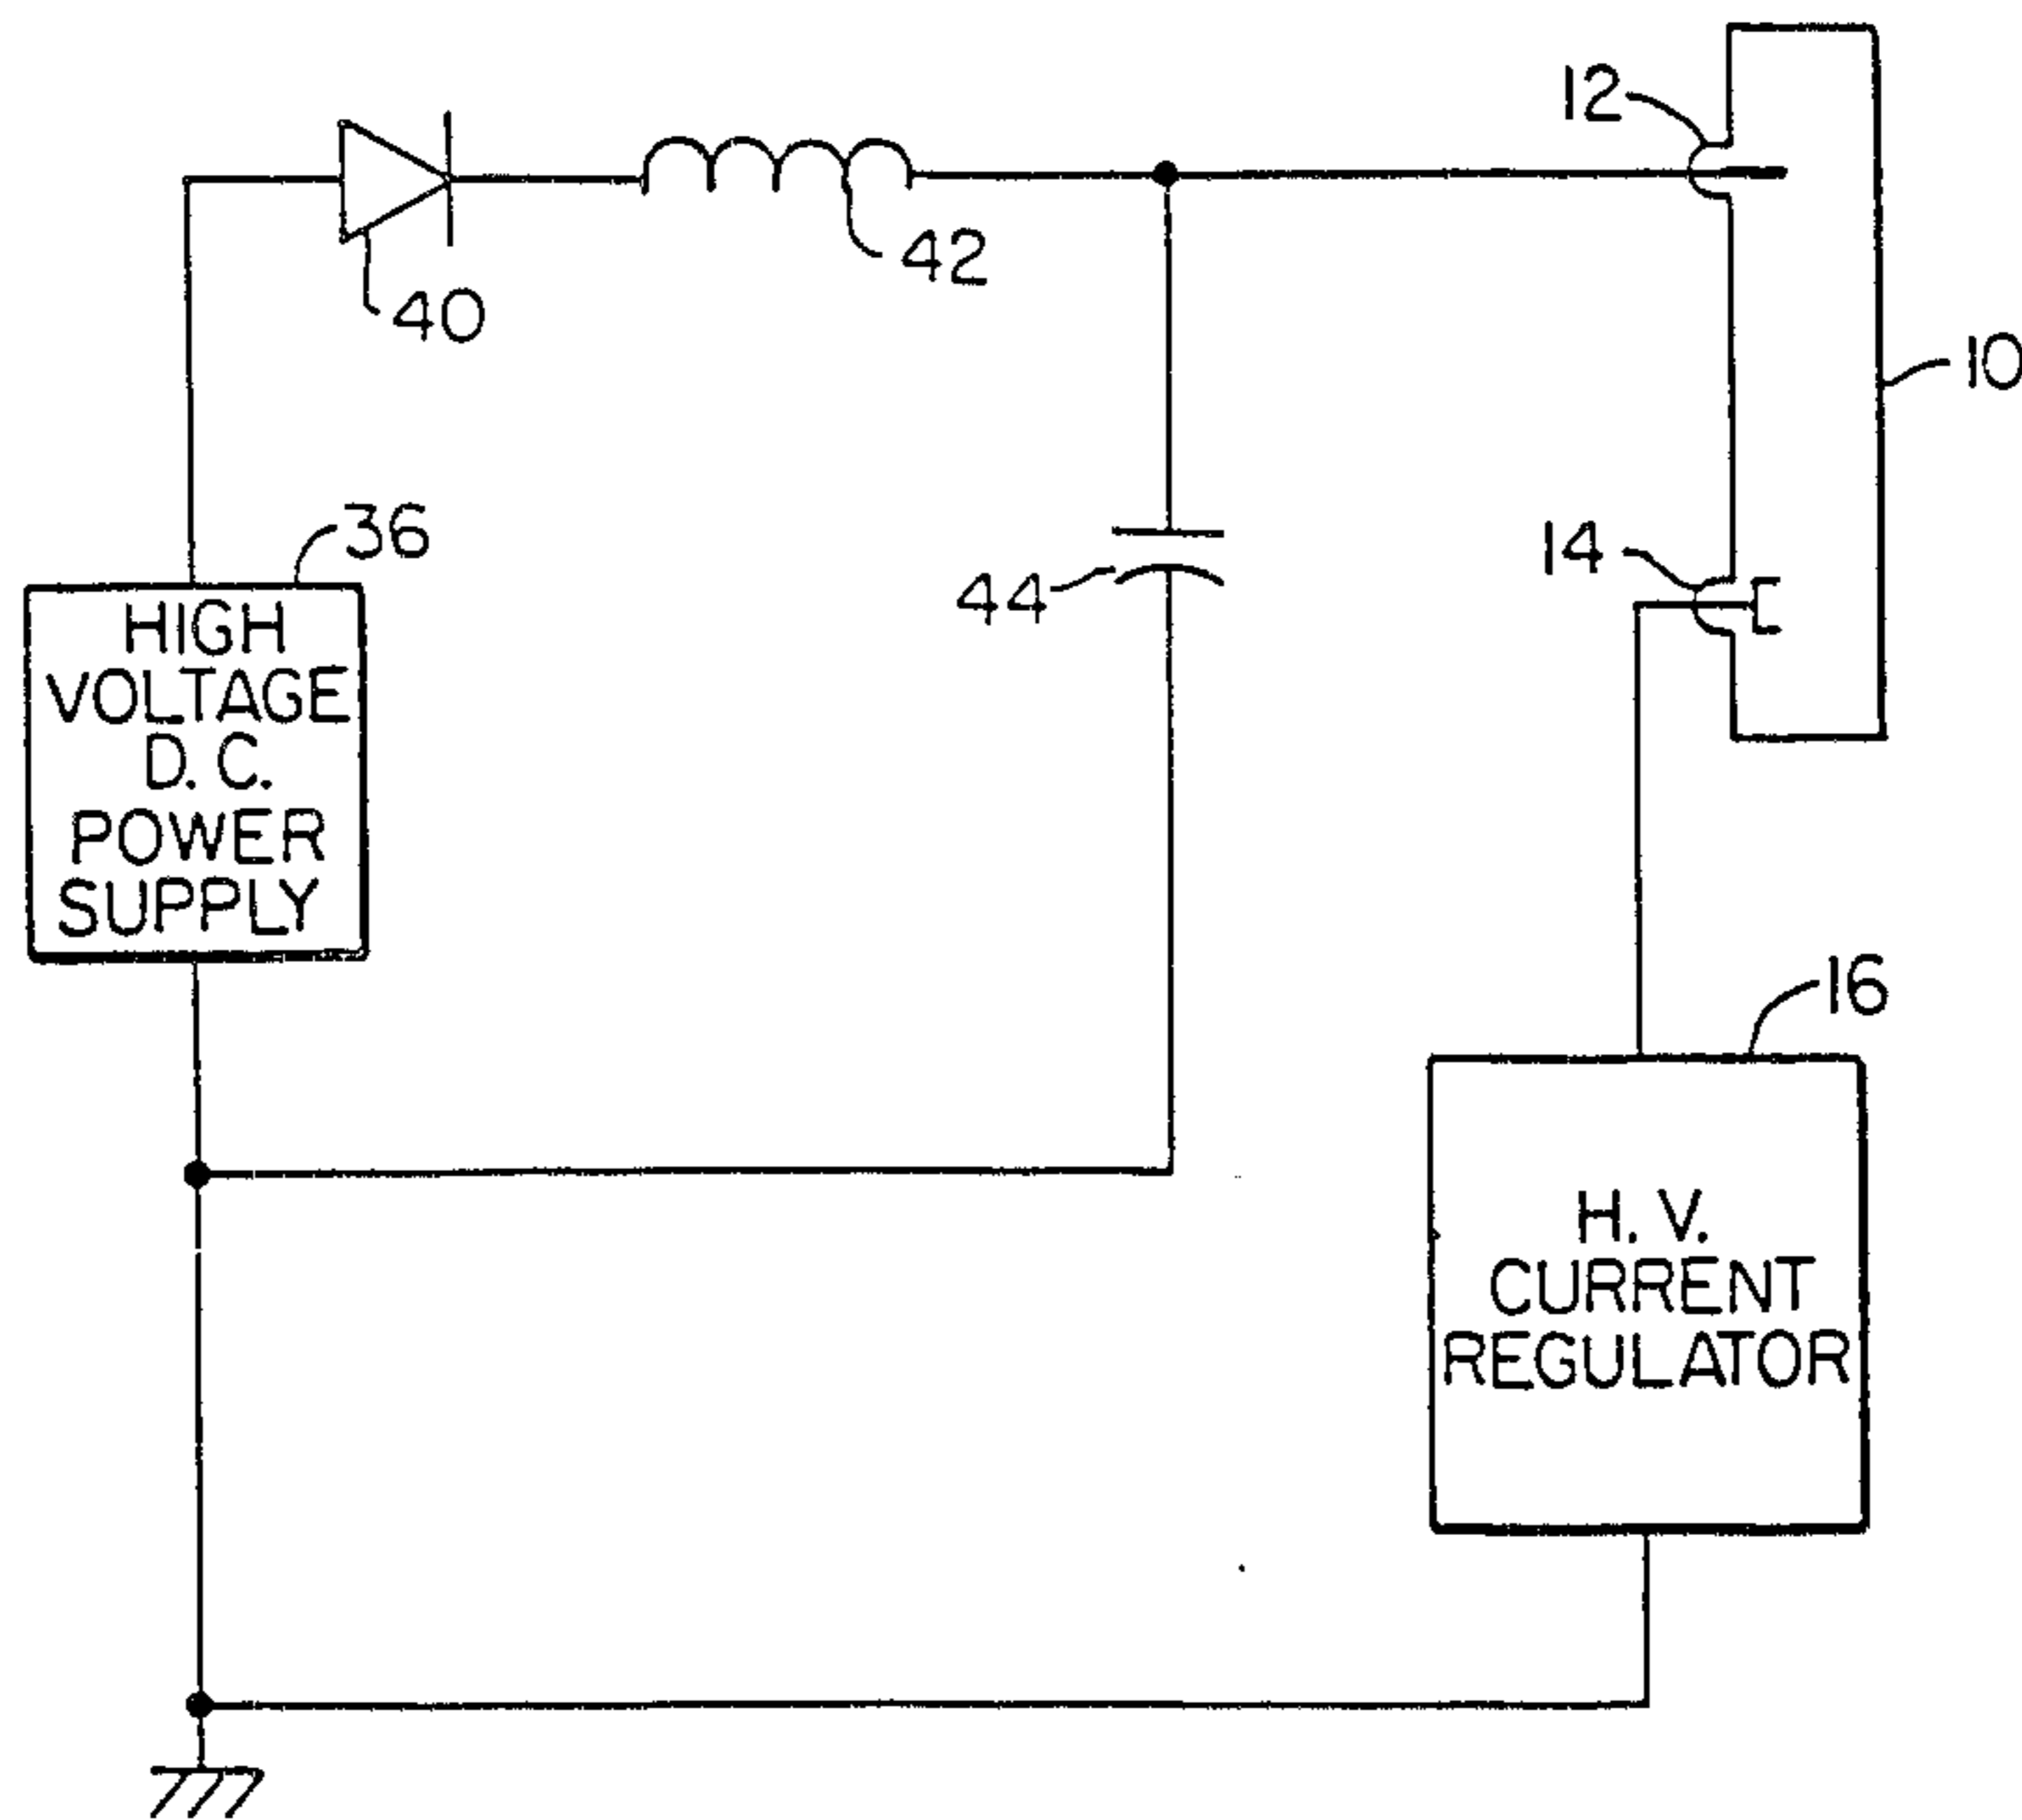 12
42
40
10
36
HIGH
VOLTAGE
D. C.
POWER
SUPPLY
14
44
16
H. V.
CURRENT
REGULATOR